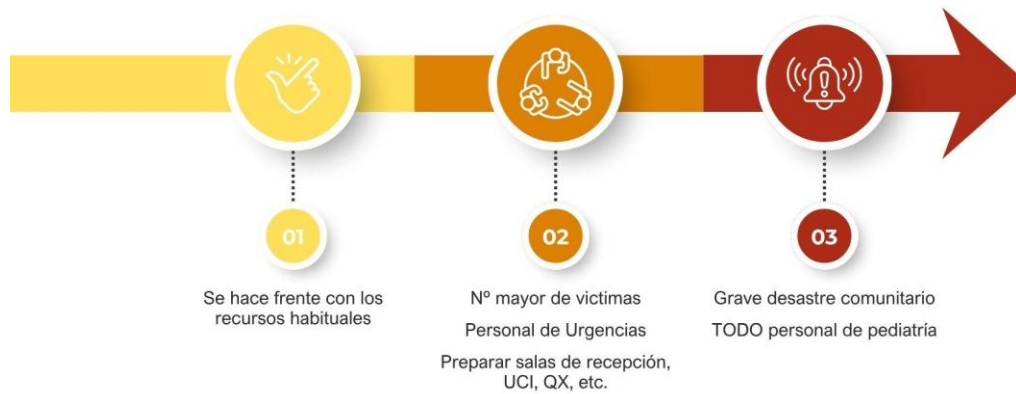 01
Se hace frente con los
recursos habituales
02
Nº mayor de victimas
Personal de Urgencias
Preparar salas de recepción,
UCI, QX, etc.
03
Grave desastre comunitario
TODO personal de pediatría